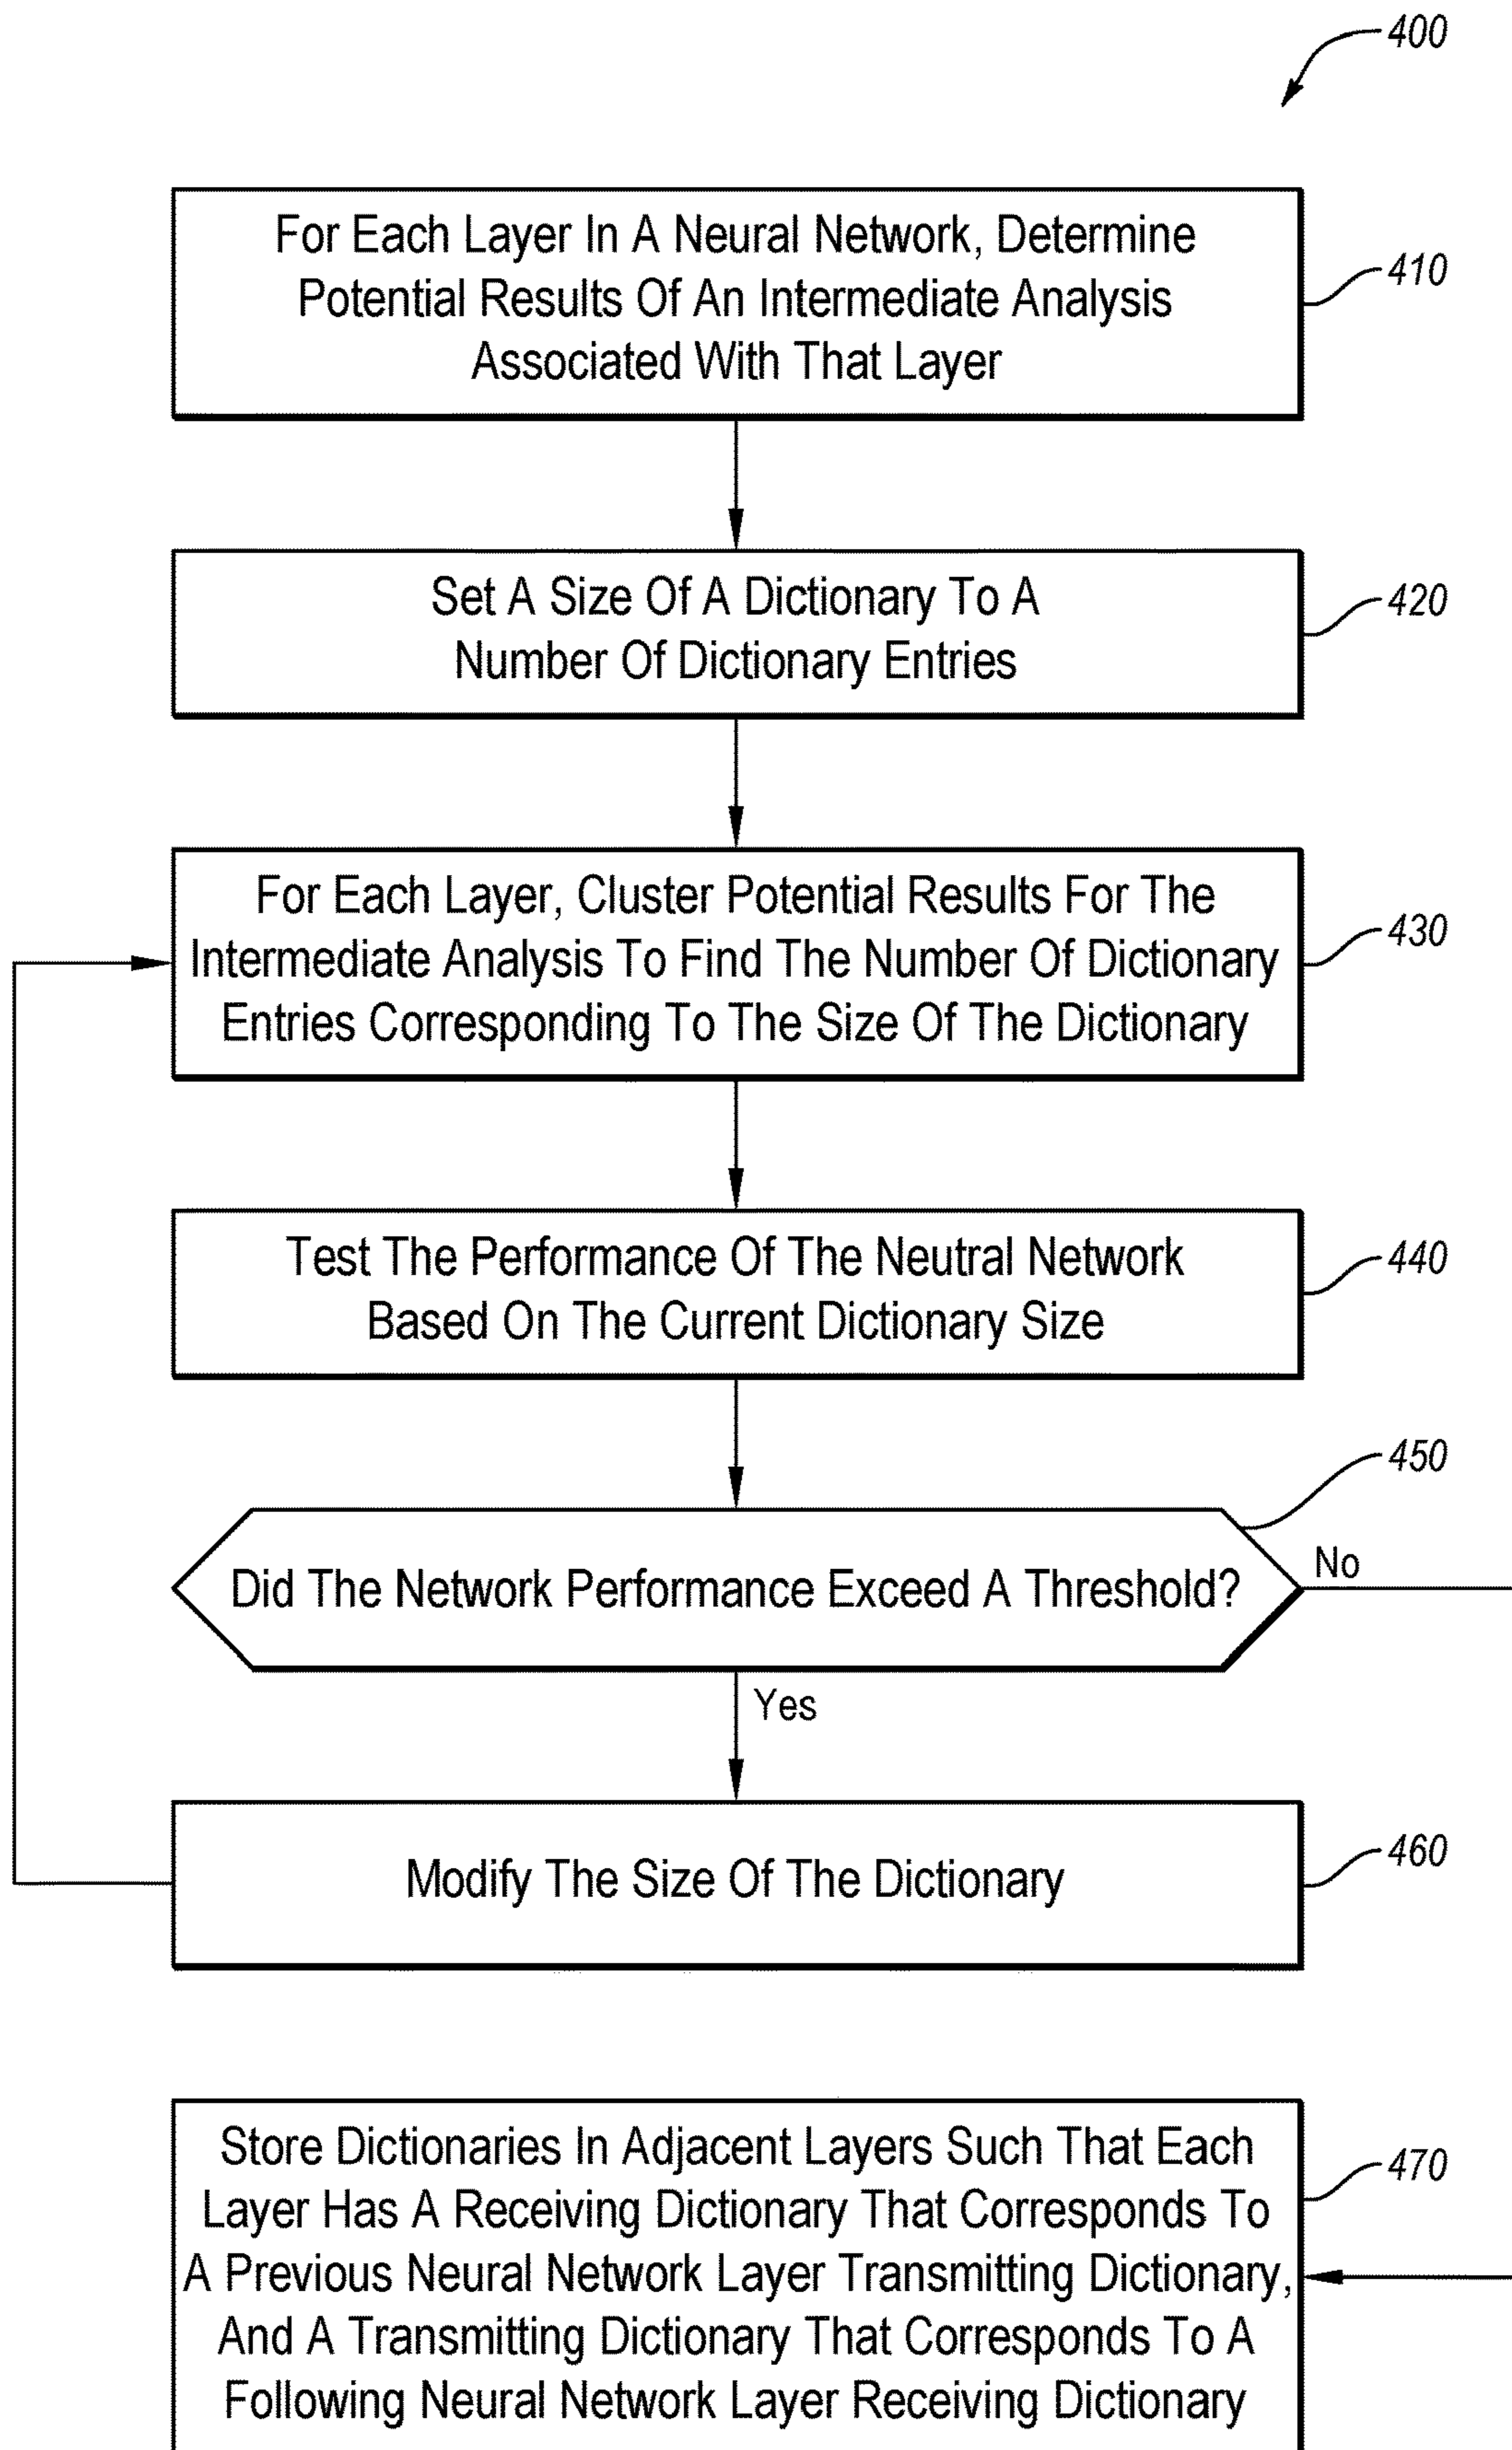 400
For Each Layer In A Neural Network, Determine
Potential Results Of An Intermediate Analysis
Associated With That Layer
410
Set A Size Of A Dictionary To A
Number Of Dictionary Entries
420
For Each Layer, Cluster Potential Results For The
Intermediate Analysis To Find The Number Of Dictionary
Entries Corresponding To The Size Of The Dictionary
430
Test The Performance Of The Neutral Network
Based On The Current Dictionary Size
440
450
Did The Network Performance Exceed A Threshold?
No
Yes
Modify The Size Of The Dictionary
460
Store Dictionaries In Adjacent Layers Such That Each
Layer Has A Receiving Dictionary That Corresponds To
A Previous Neural Network Layer Transmitting Dictionary,
And A Transmitting Dictionary That Corresponds To A
Following Neural Network Layer Receiving Dictionary
470